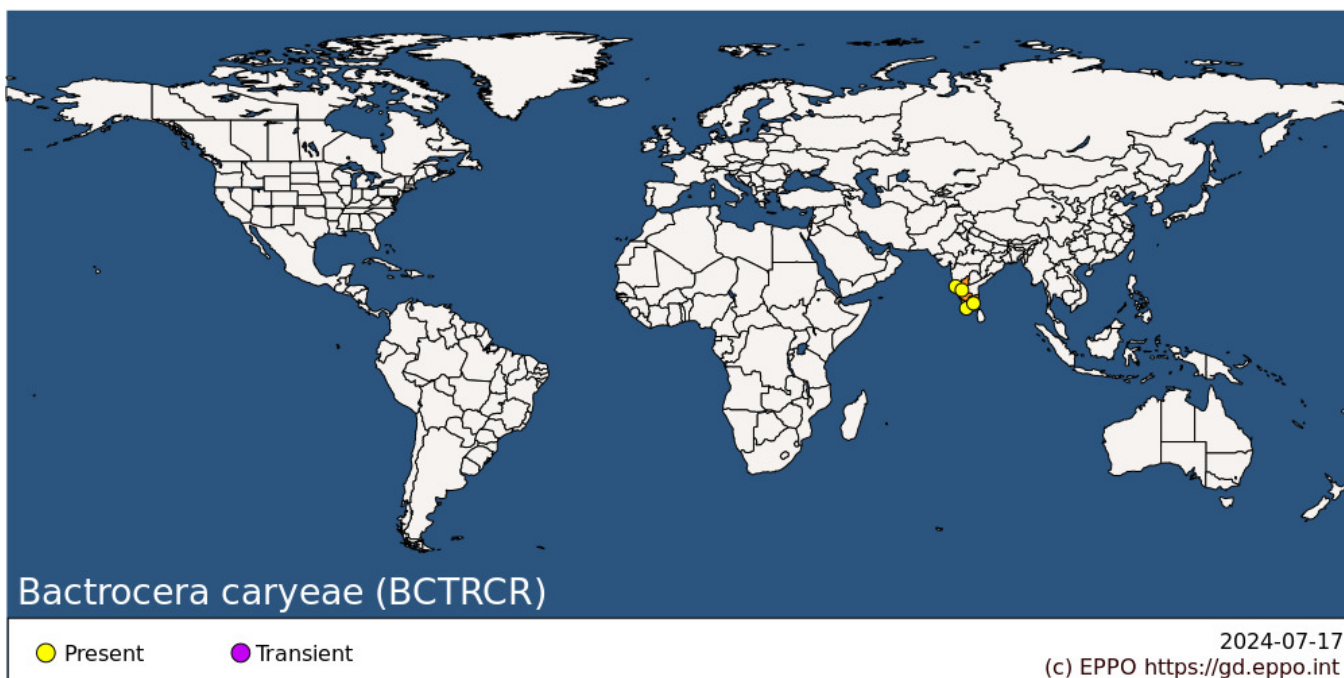 Bactrocera caryeae (BCTRCR)
Present
Transient
2024-07-17
(c) EPPO https://gd.eppo.int